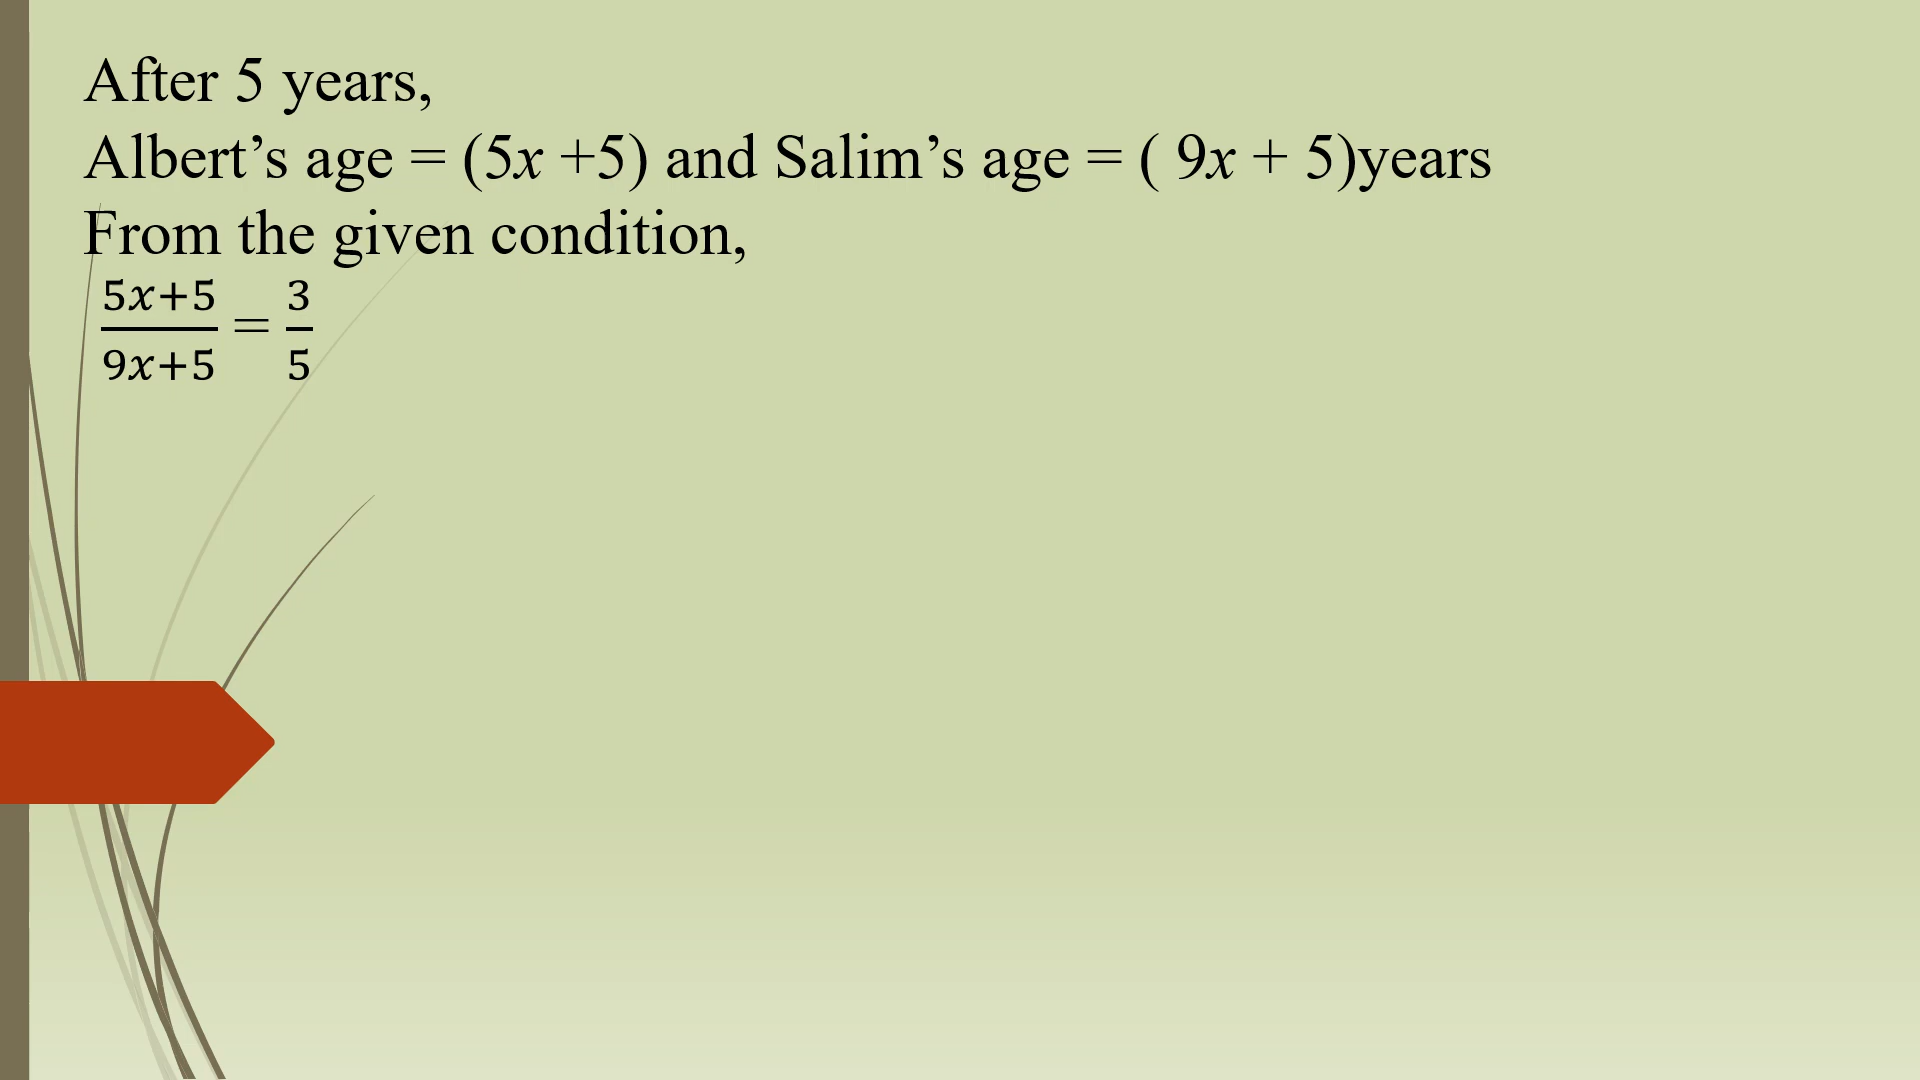 After 5 years,
Albert’s age = (5x +5) and Salim’s age = ( 9x + 5)years
From the given condition,
5x+5/9x+5 = 3/5